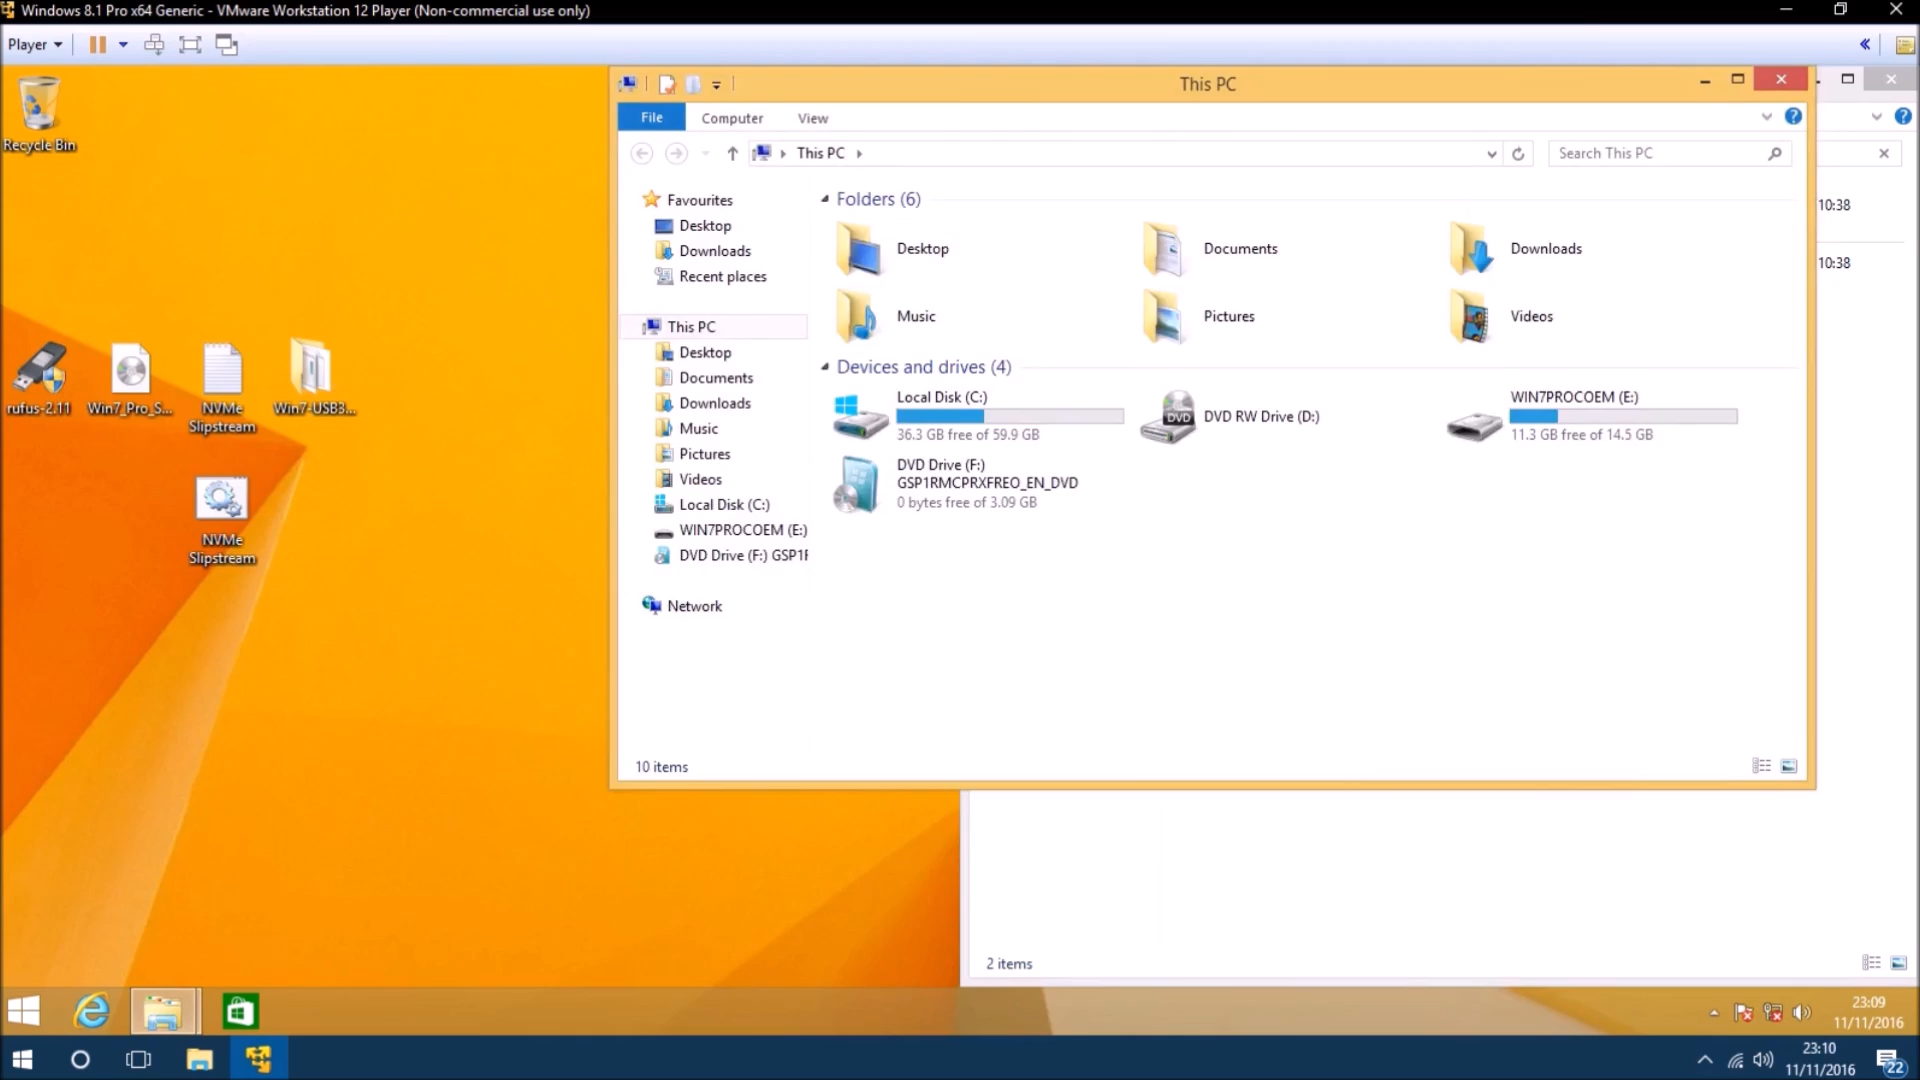 Windows 8.1 Pro x64 Generic - VMware Workstation 12 Player (Non-commercial use only)
Player
Recycle Bin
rufus-2.11
Win7_Pro_S...
NVMe
Slipstream
Win7-USB3...
NVMe
Slipstream
This PC
File
Computer
View
This PC
Search This PC
Favourites
Desktop
Downloads
Recent places
This PC
Desktop
Documents
Downloads
Music
Pictures
Videos
Local Disk (C:)
WIN7PROCOEM (E:)
DVD Drive (F:) GSP1R
Network
Folders (6)
Desktop
Documents
Downloads
Music
Pictures
Videos
Devices and drives (4)
Local Disk (C:)
36.3 GB free of 59.9 GB
DVD
DVD RW Drive (D:)
WIN7PROCOEM (E:)
11.3 GB free of 14.5 GB
DVD Drive (F:)
GSP1RMCPRXFREO_EN_DVD
0 bytes free of 3.09 GB
10 items
10:38
10:38
2 items
23:09
11/11/2016
23:10
11/11/2016
22